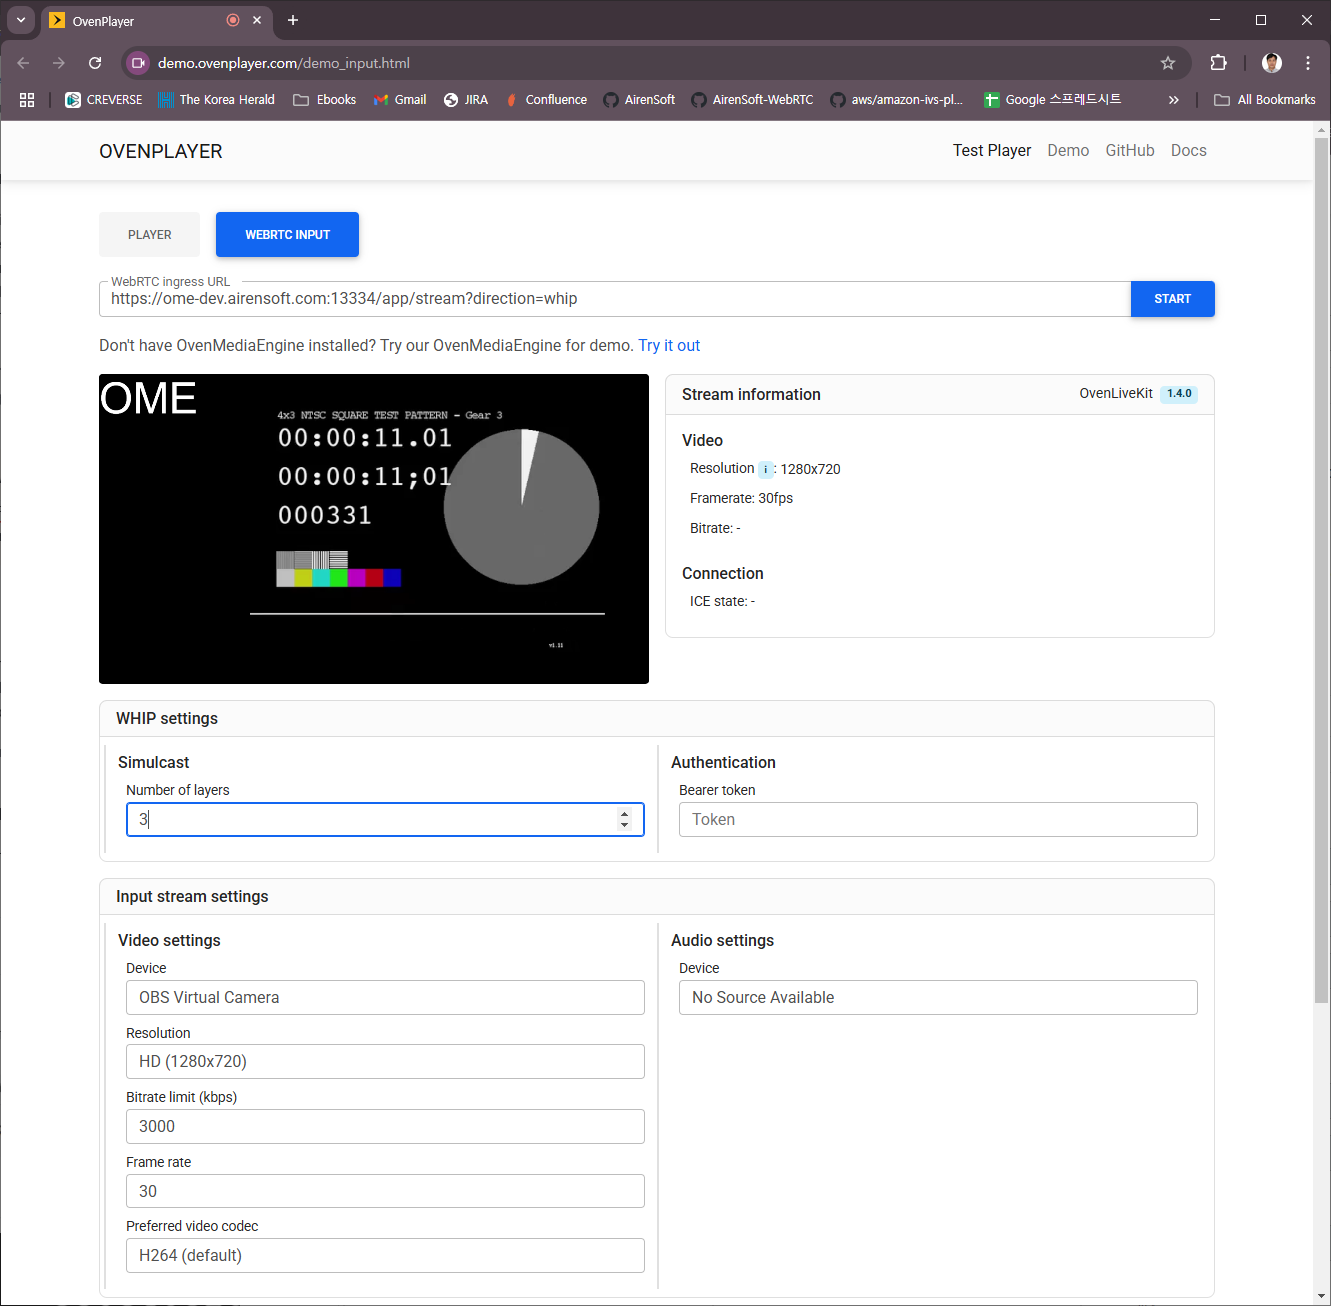 OvenPlayer
demo.ovenplayer.com/demo_input.html
CREVERSE The Korea Herald Ebooks Gmail JIRA Confluence AirenSoft AirenSoft-WebRTC aws/amazon-ivs-pl... Google 스프레드시트 » All Bookmarks
OVENPLAYER
Test Player Demo GitHub Docs
PLAYER WEBRTC INPUT
WebRTC ingress URL
https://ome-dev.airensoft.com:13334/app/stream?direction=whip START
Don't have OvenMediaEngine installed? Try our OvenMediaEngine for demo. Try it out
OME
4x3 NTSC SQUARE TEST PATTERN - Gear 3
00:00:11.01
00:00:11;01
000331
v1.11
Stream information OvenLiveKit 1.4.0
Video
Resolution i : 1280x720
Framerate: 30fps
Bitrate: -
Connection
ICE state: -
WHIP settings
Simulcast
Number of layers
3
Authentication
Bearer token
Token
Input stream settings
Video settings
Device
OBS Virtual Camera
Resolution
HD (1280x720)
Bitrate limit (kbps)
3000
Frame rate
30
Preferred video codec
H264 (default)
Audio settings
Device
No Source Available